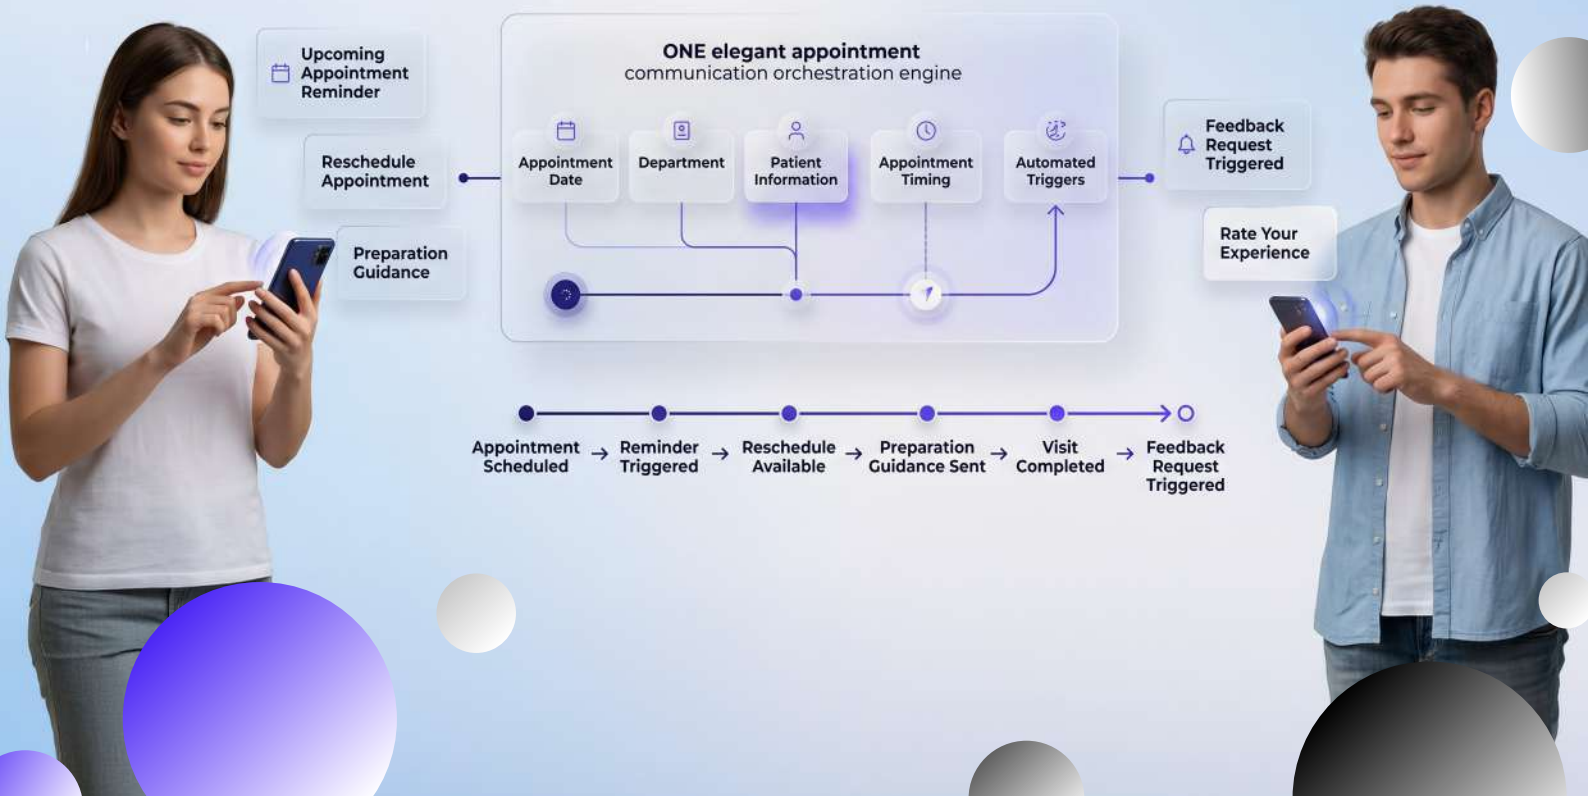 Upcoming
Appointment
Reminder
Reschedule
Appointment
Preparation
Guidance
ONE elegant appointment
communication orchestration engine
Appointment
Date
Department
Patient
Information
Appointment
Timing
Automated
Triggers
Feedback
Request
Triggered
Rate Your
Experience
Appointment
Scheduled
→
Reminder
Triggered
→
Reschedule
Available
→
Preparation
Guidance Sent
→
Visit
Completed
→
Feedback
Request
Triggered